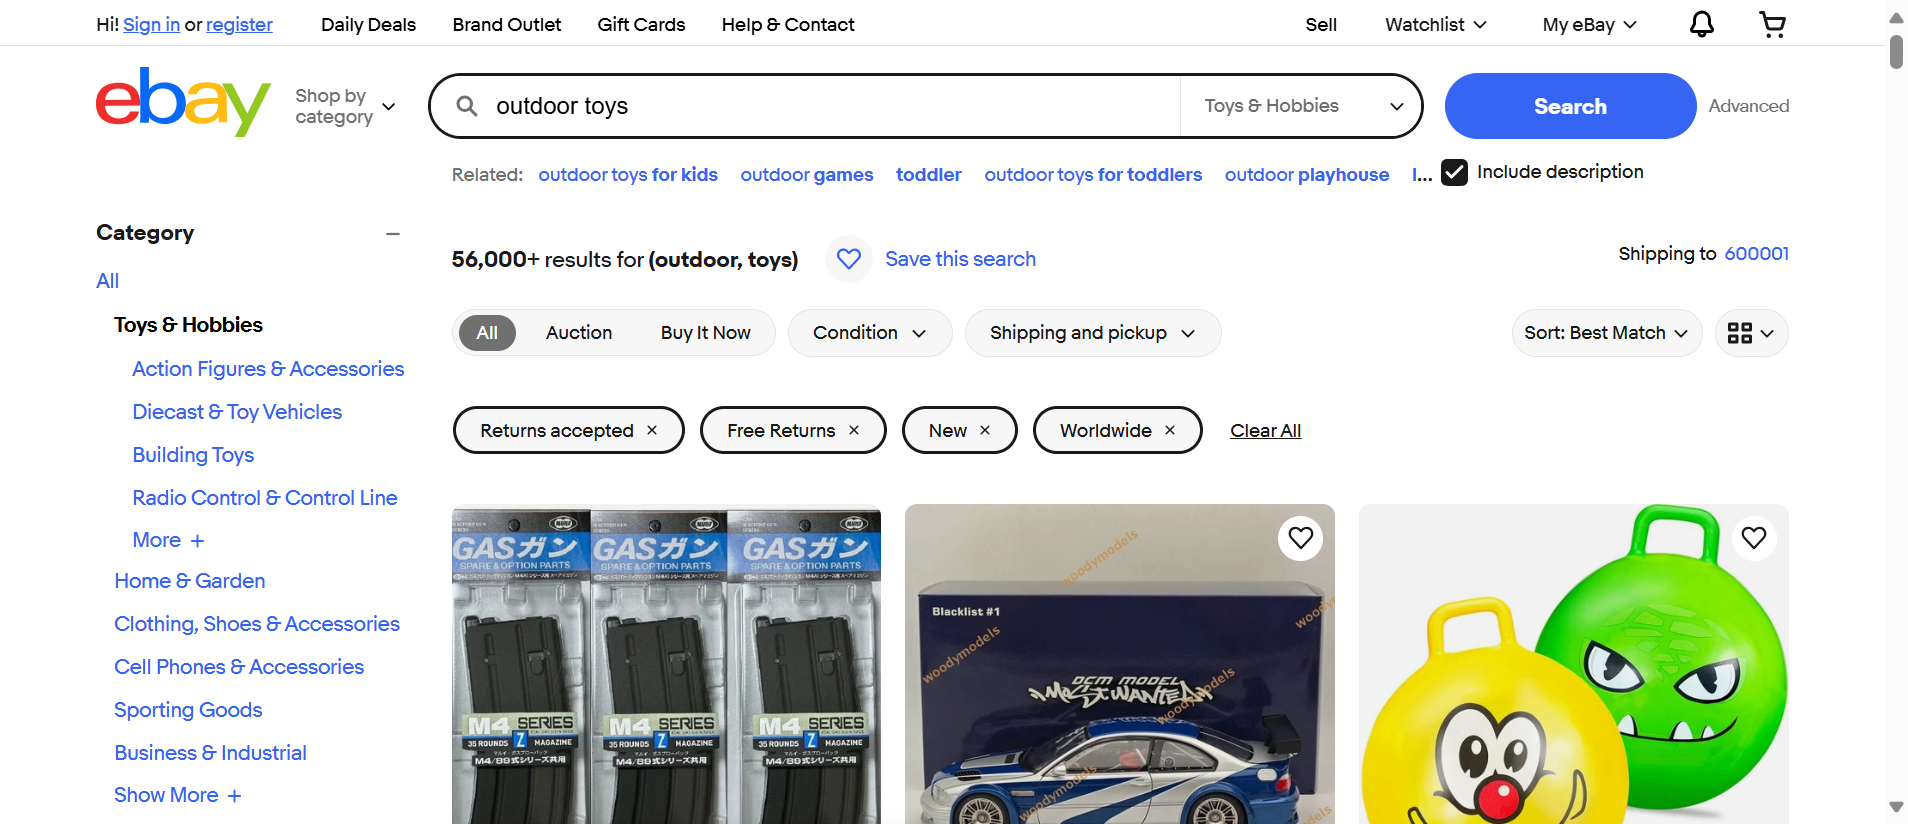 Hi! Sign in or register
Daily Deals
Brand Outlet
Gift Cards
Help & Contact
Sell
Watchlist
My eBay
ebay
Shop by
category
outdoor toys
Toys & Hobbies
Search
Advanced
Related: outdoor toys for kids outdoor games toddler outdoor toys for toddlers outdoor playhouse l...
Include description
Category
All
Toys & Hobbies
Action Figures & Accessories
Diecast & Toy Vehicles
Building Toys
Radio Control & Control Line
More +
Home & Garden
Clothing, Shoes & Accessories
Cell Phones & Accessories
Sporting Goods
Business & Industrial
Show More +
56,000+ results for (outdoor, toys)
Save this search
Shipping to 600001
All
Auction
Buy It Now
Condition
Shipping and pickup
Sort: Best Match
Returns accepted ×
Free Returns ×
New ×
Worldwide ×
Clear All
GASガン
SPARE & OPTION PARTS
M4 SERIES
35 ROUNDS Z MAGAZINE
M4/89式シリーズ共用
GASガン
SPARE & OPTION PARTS
M4 SERIES
35 ROUNDS Z MAGAZINE
M4/89式シリーズ共用
GASガン
SPARE & OPTION PARTS
M4 SERIES
35 ROUNDS Z MAGAZINE
M4/89式シリーズ共用
woodymodels
Blacklist #1
woodymodels
woodymodels
DCM MODEL
MOST WANTED
woodymodels
woodymodels